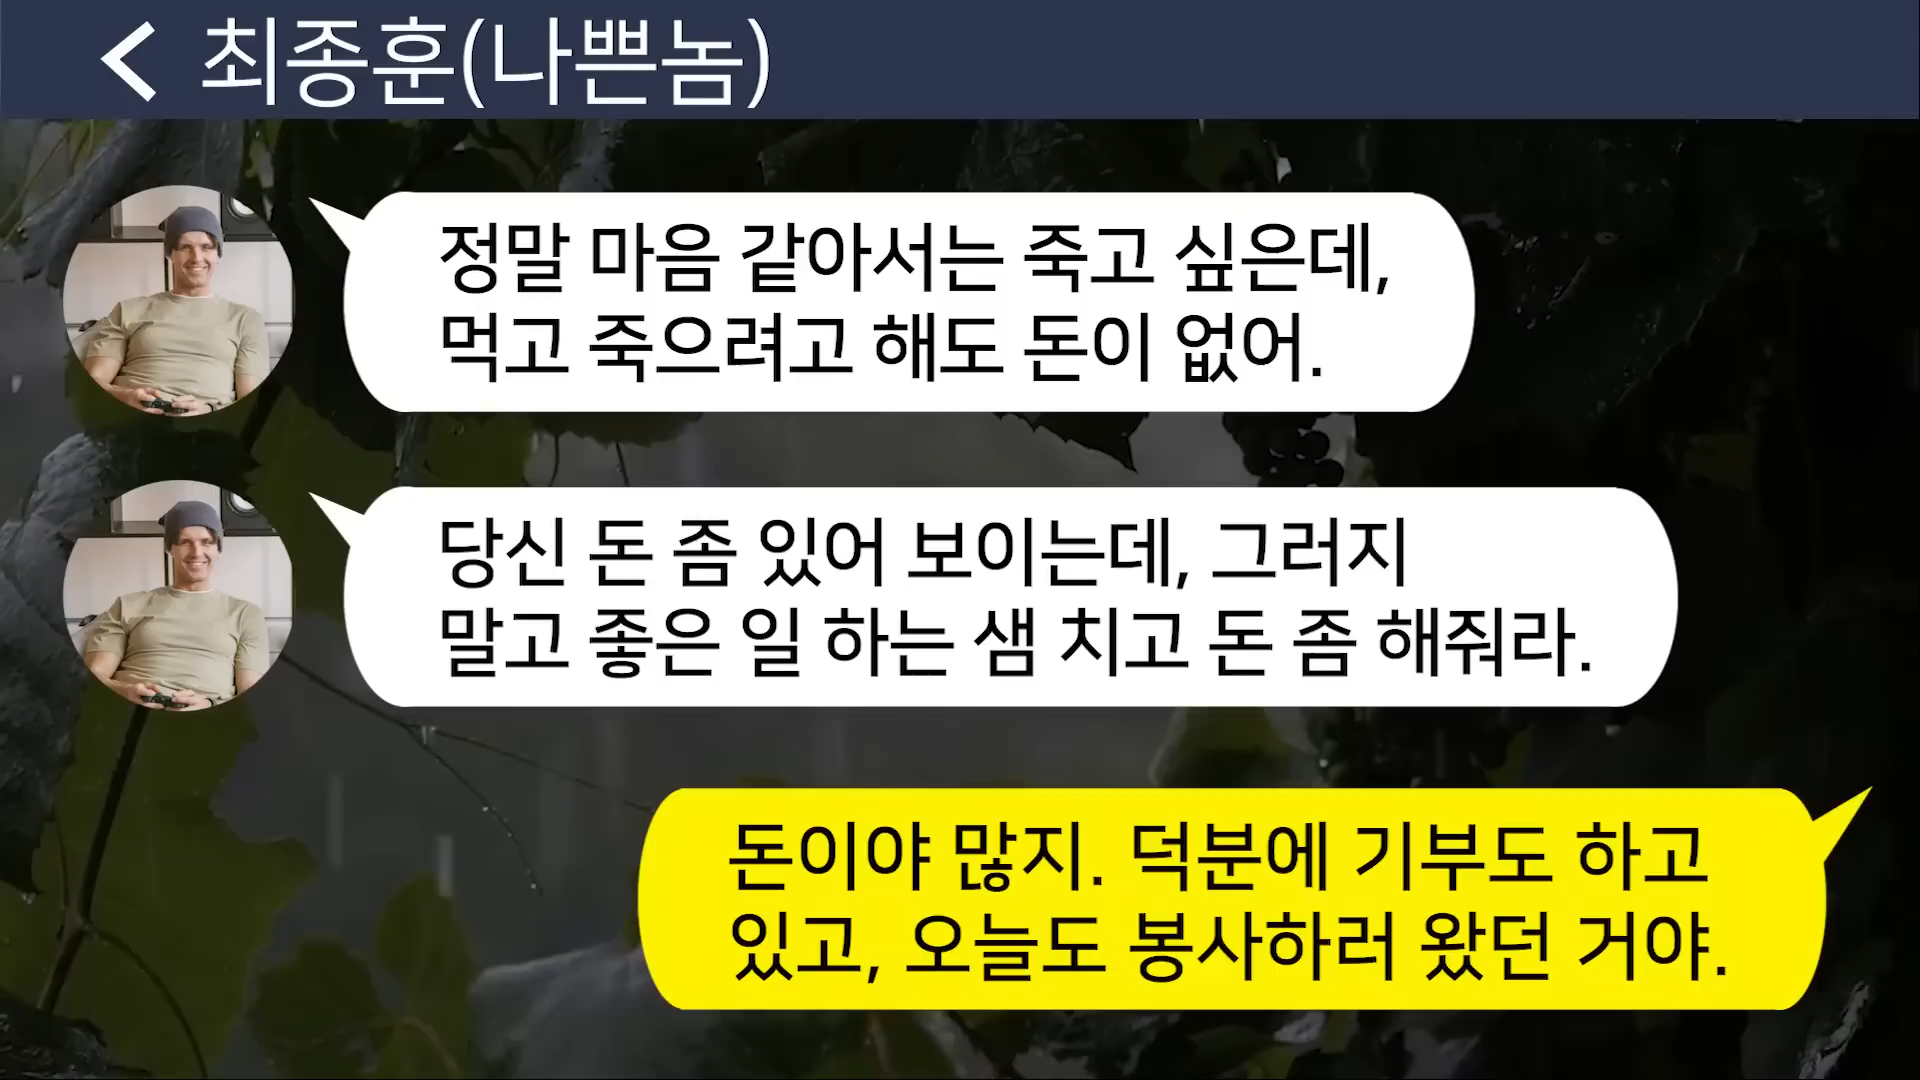 최종훈(나쁜놈)
정말 마음 같아서는 죽고 싶은데,
먹고 죽으려고 해도 돈이 없어.
당신 돈 좀 있어 보이는데, 그러지
말고 좋은 일 하는 샘 치고 돈 좀 해줘라.
돈이야 많지. 덕분에 기부도 하고
있고, 오늘도 봉사하러 왔던 거야.